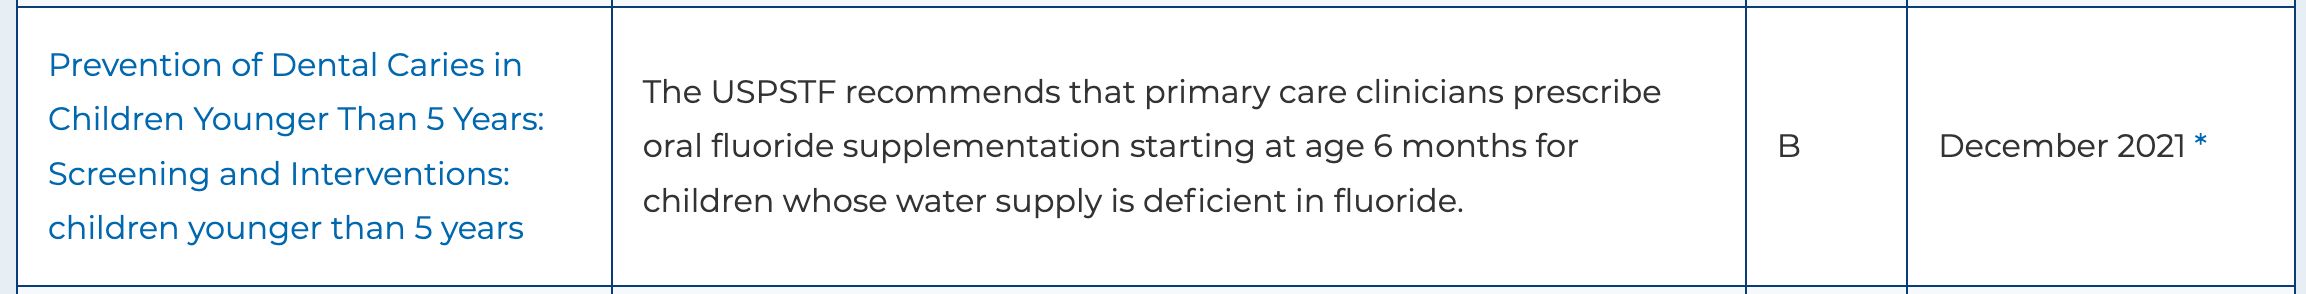 Prevention of Dental Caries in
Children Younger Than 5 Years:
Screening and Interventions:
children younger than 5 years
The USPSTF recommends that primary care clinicians prescribe
oral fluoride supplementation starting at age 6 months for
children whose water supply is deficient in fluoride.
B
December 2021 *